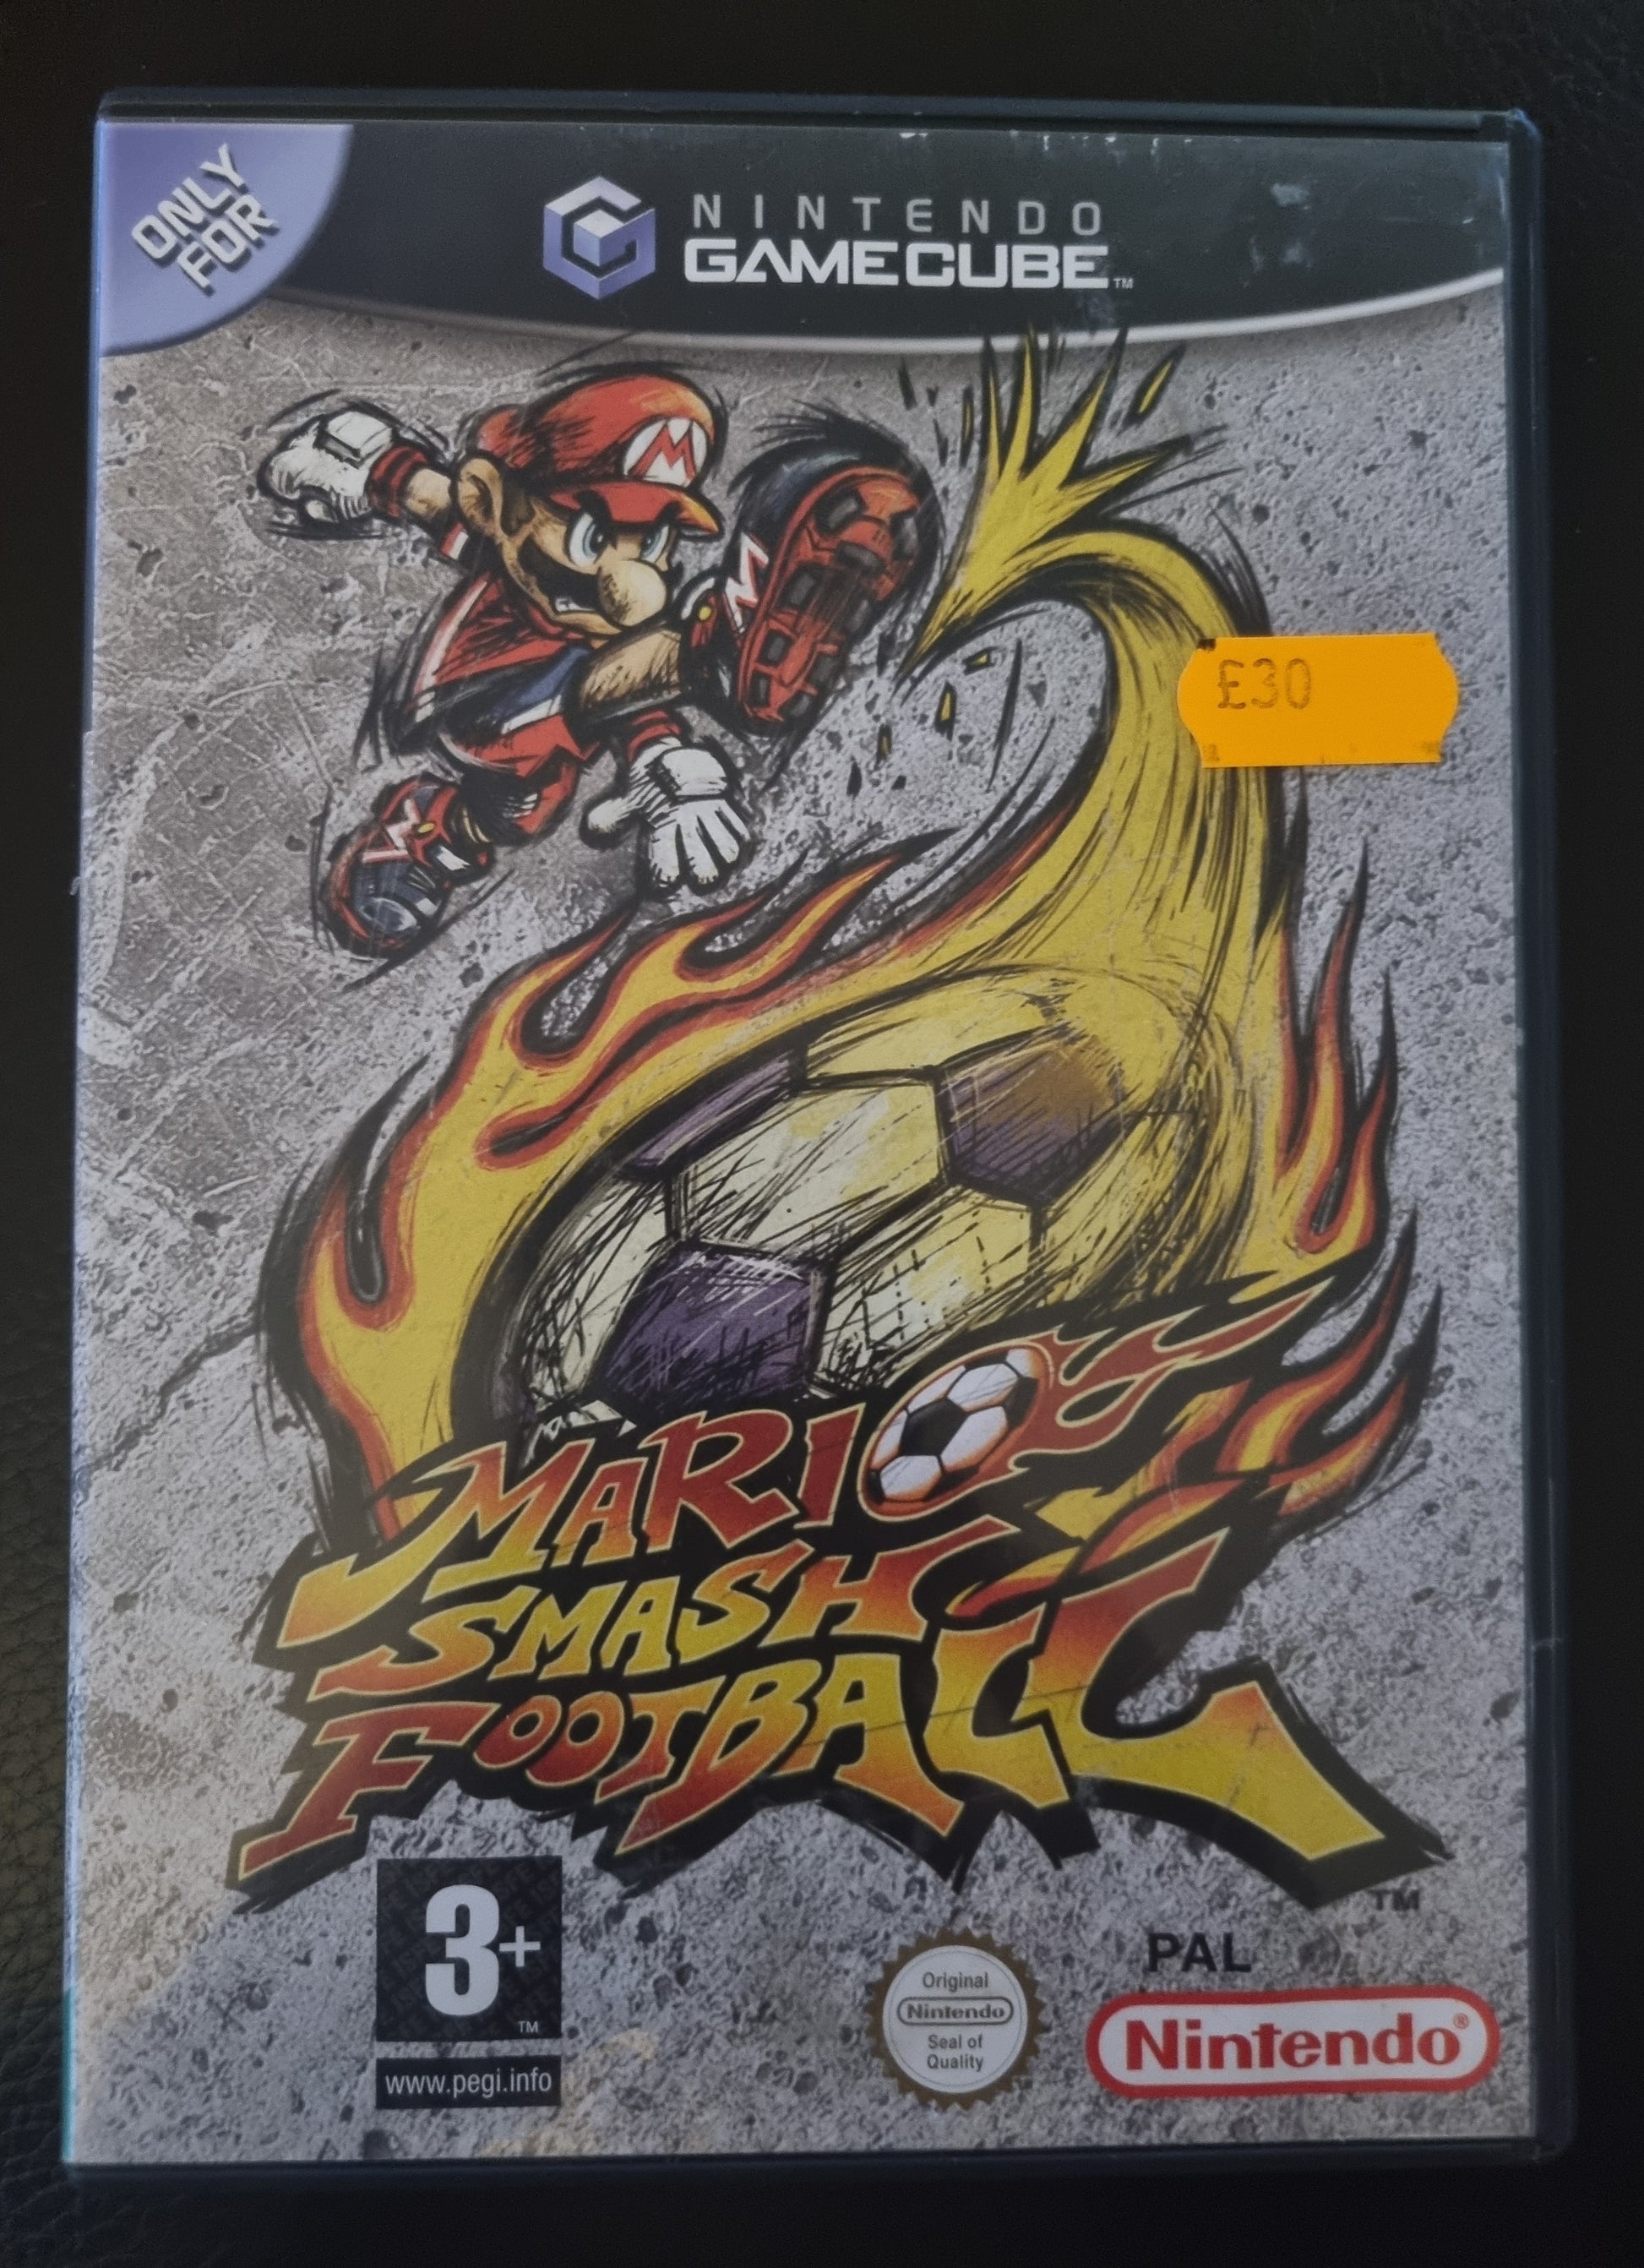 ONLY
FOR
NINTENDO
GAMECUBE™
M
M
£30
M
MARIO
SMASH
FOOTBALL
TM
3+
TM
www.pegi.info
Original
Nintendo
Seal of
Quality
PAL
Nintendo®